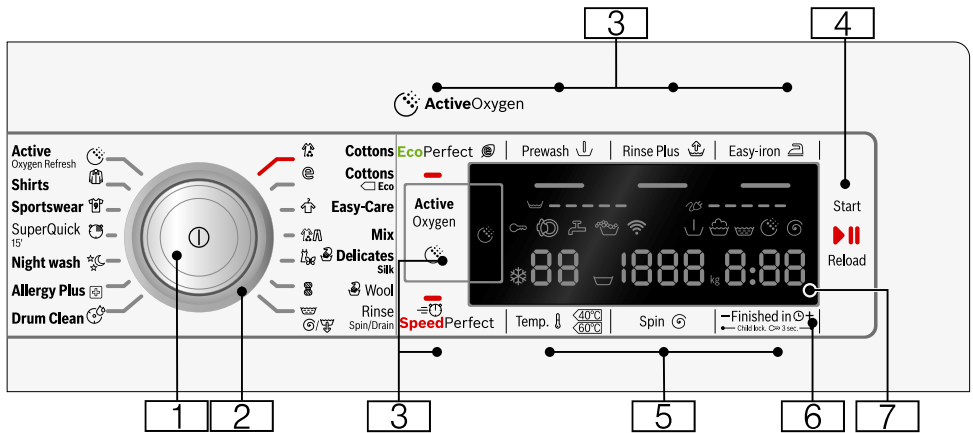 3
4
ActiveOxygen
Active
Oxygen Refresh
Shirts
Sportswear
SuperQuick
15'
Night wash
Allergy Plus
Drum Clean
Cottons
Cottons
Eco
Easy-Care
Mix
Delicates
Silk
Wool
Rinse
Spin/Drain
EcoPerfect
Prewash
Rinse Plus
Easy-iron
Active
Oxygen
88
1888 kg
8:88
SpeedPerfect
Temp.
40°C
60°C
Spin
–Finished in +
Child lock. 3 sec.
Start
Reload
1
2
3
5
6
7